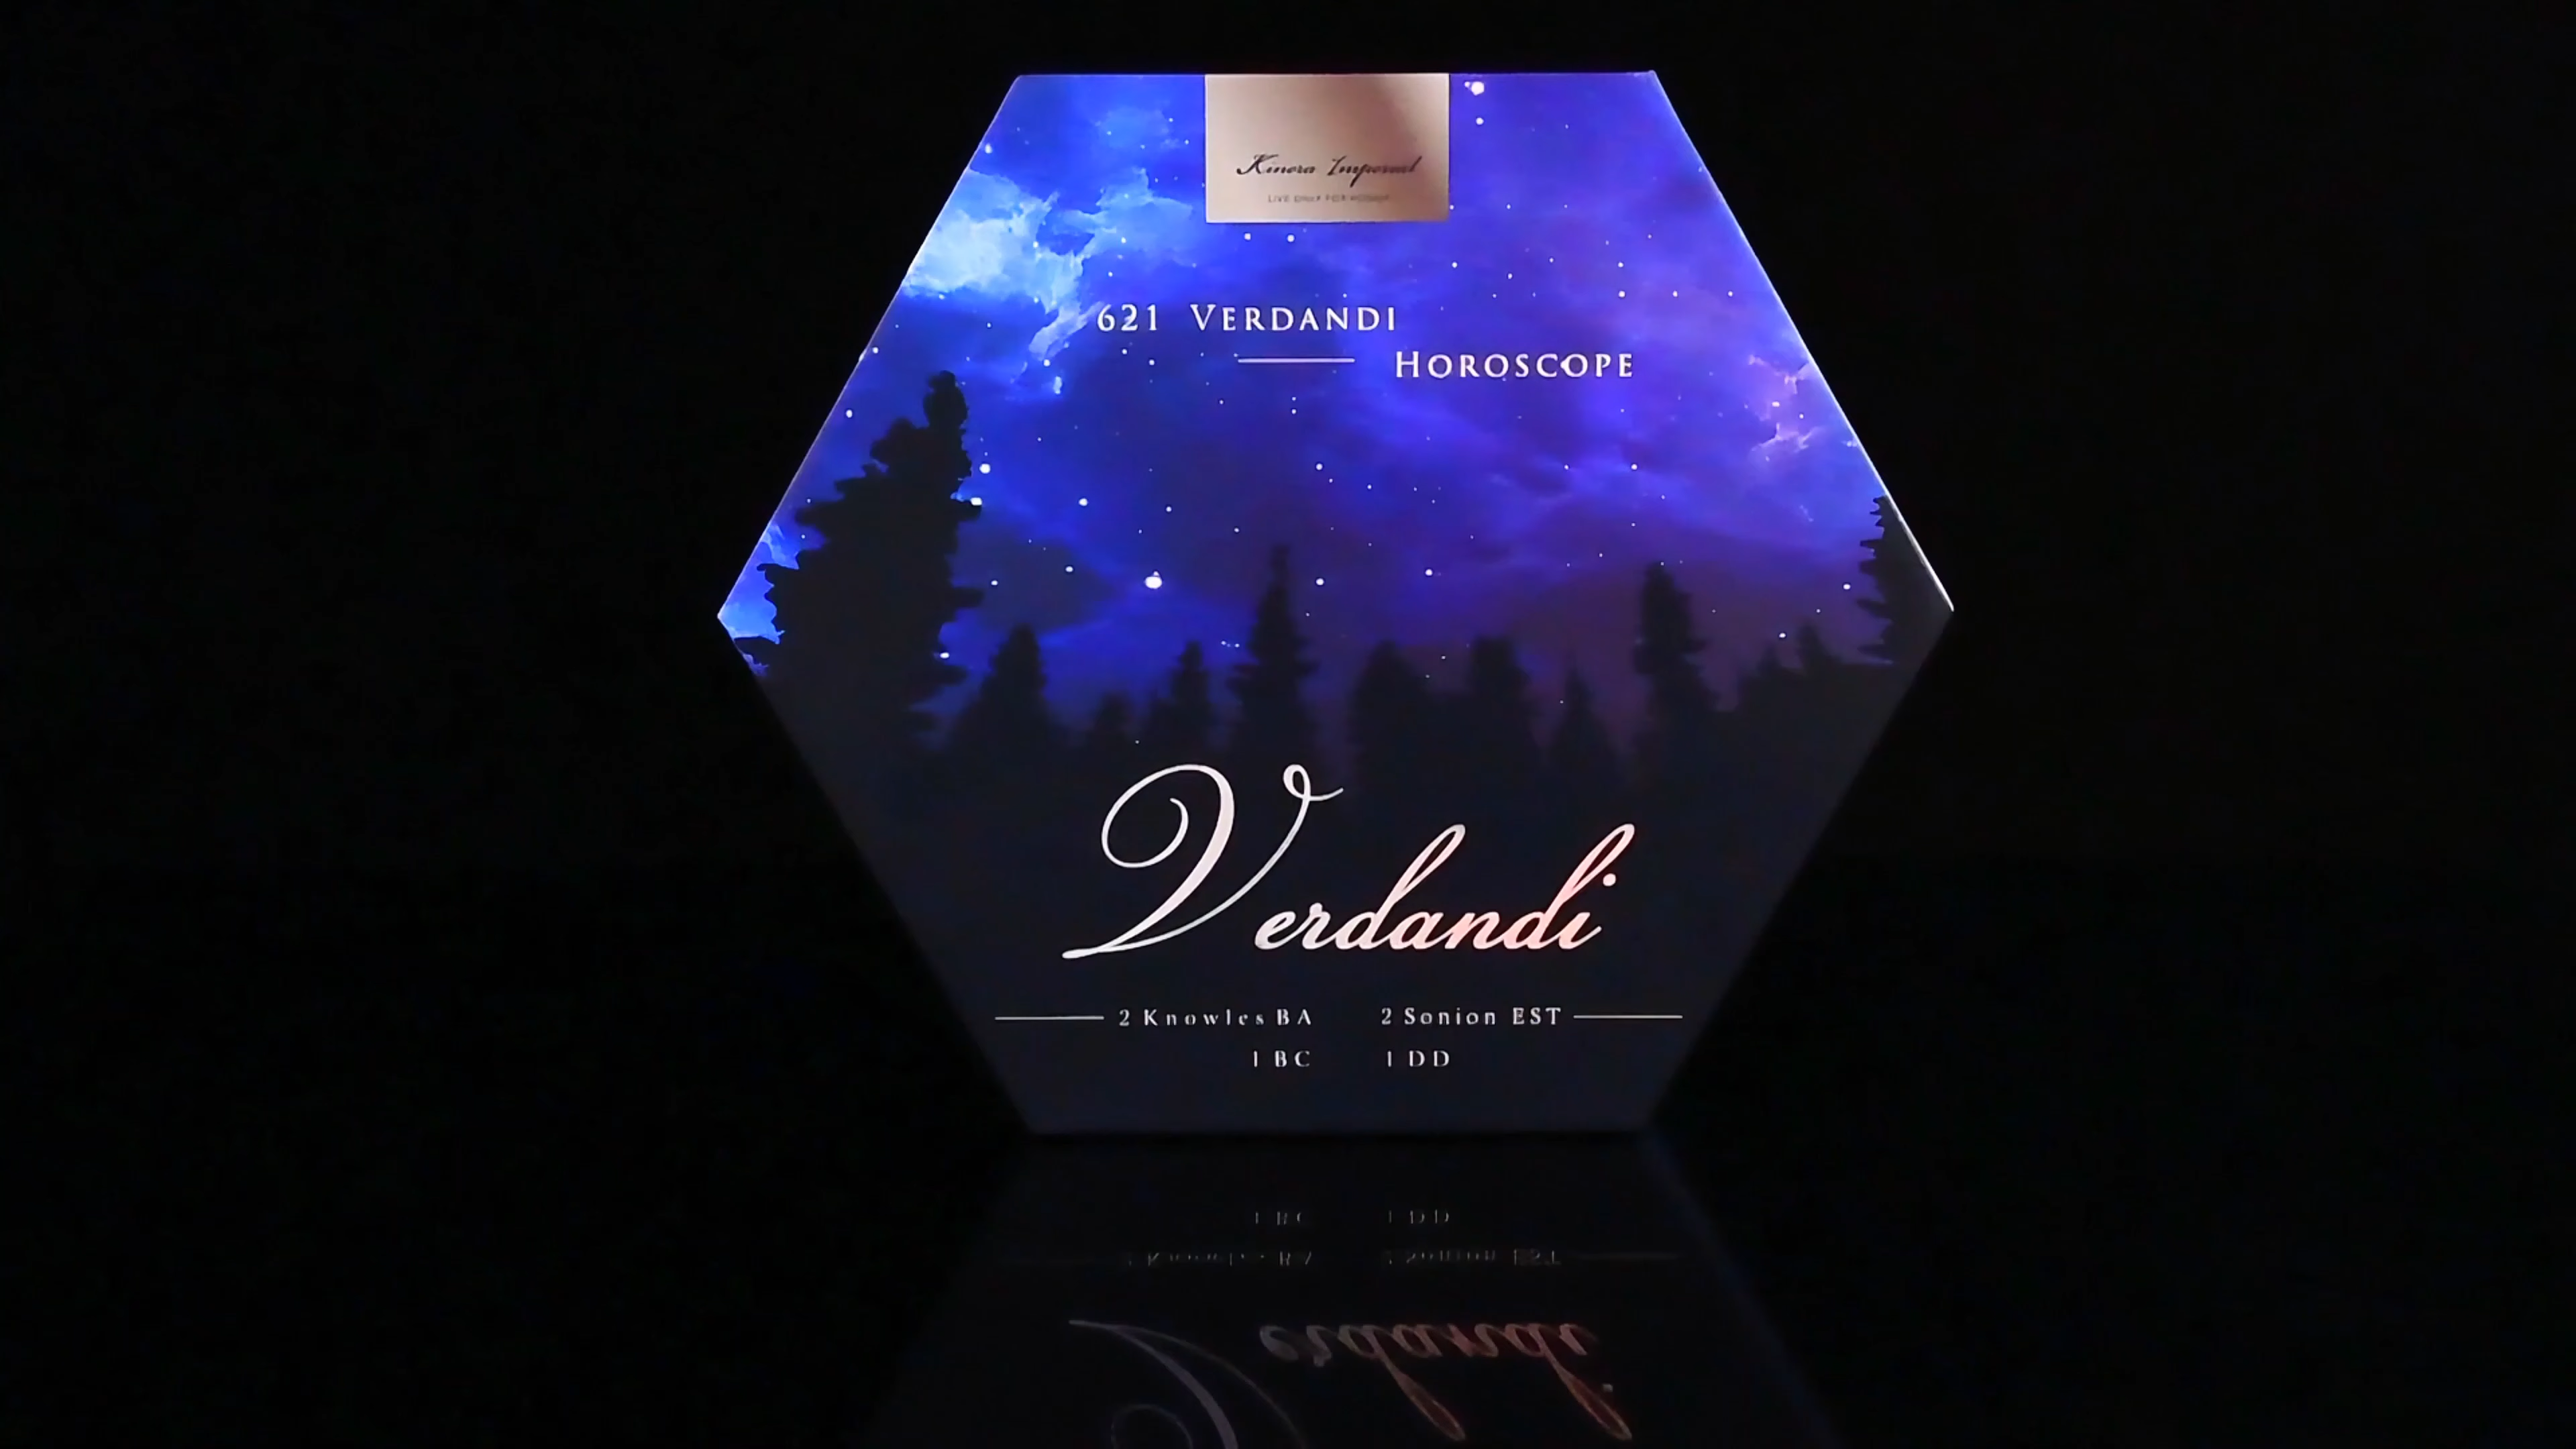 Kinera Imperial
621 VERDANDI
HOROSCOPE
Verdandi
2 Knowles BA 2 Sonion EST
1 BC 1 DD